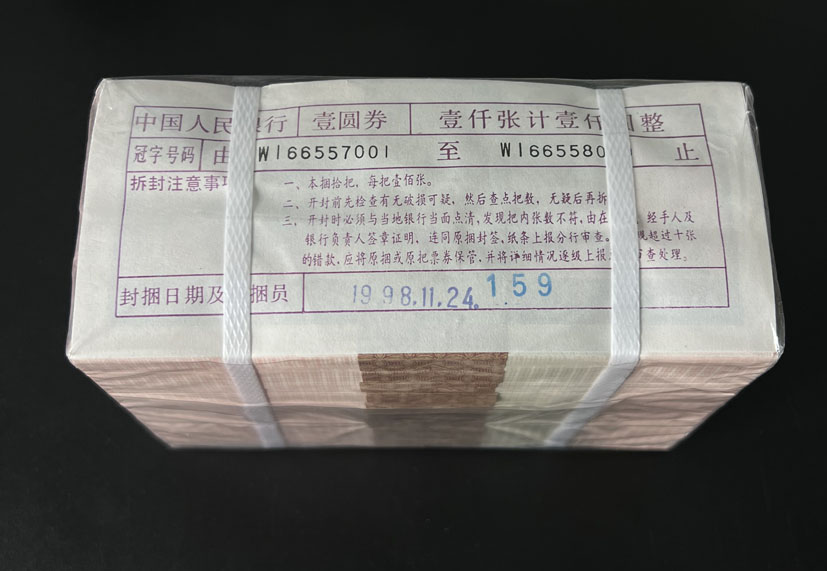 中国人民银行 壹圆券 壹仟张计壹仟圆整
冠字号码 由 WI66557001 至 WI665580 止
拆封注意事项
一、本捆拾把，每把壹佰张。
二、开封前先检查有无破损可疑，然后查点把数，无疑后再拆
三、开封时必须与当地银行当面点清，发现把内张数不符，由在 经手人及
银行负责人签章证明、连同原捆封签、纸条上报分行审查。 超过十张
的错款，应将原捆或原把票券保管，并将详细情况逐级上报 审查处理。
封捆日期及 捆员 1998.11.24. 159